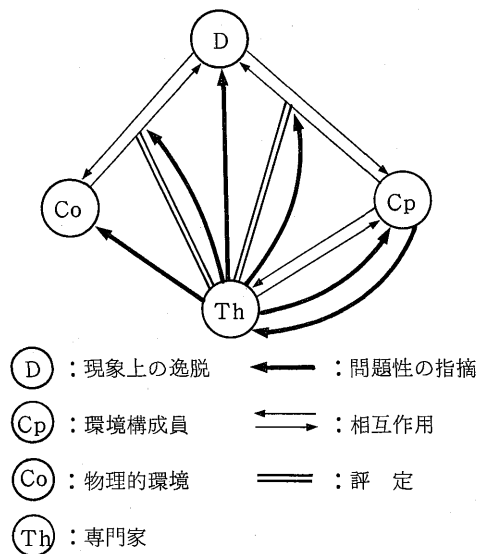 D
Co
Cp
Th
D ：現象上の逸脱 ：問題性の指摘
Cp ：環境構成員 ：相互作用
Co ：物理的環境 ：評 定
Th ：専門家